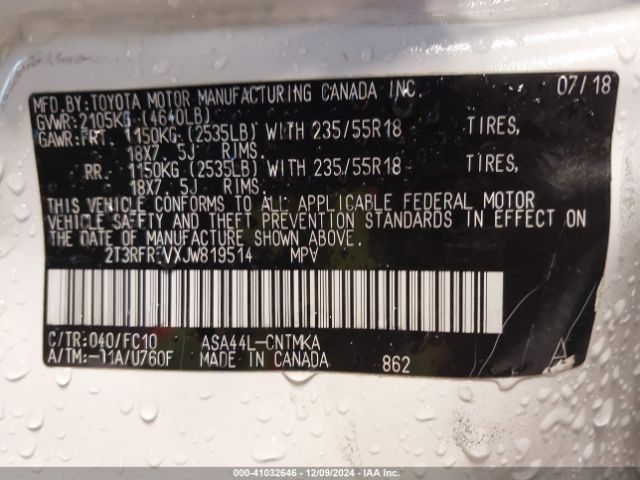 MFD.BY:TOYOTA MOTOR MANUFACTURING CANADA INC. 07/18
GVWR:2105KG (4640LB)
GAWR:FRT. 1150KG (2535LB) WITH 235/55R18 TIRES,
18X7. 5J RIMS.
RR. 1150KG (2535LB) WITH 235/55R18 TIRES,
18X7. 5J RIMS.
THIS VEHICLE CONFORMS TO ALL APPLICABLE FEDERAL MOTOR
VEHICLE SAFETY AND THEFT PREVENTION STANDARDS IN EFFECT ON
THE DATE OF MANUFACTURE SHOWN ABOVE.
2T3RFREVXJW819514 MPV
C/TR:040/FC10 ASA44L-CNTMKA
A/TM:-01A/U760F MADE IN CANADA 862 A
000-41032646 | 12/09/2024 | IAA Inc.